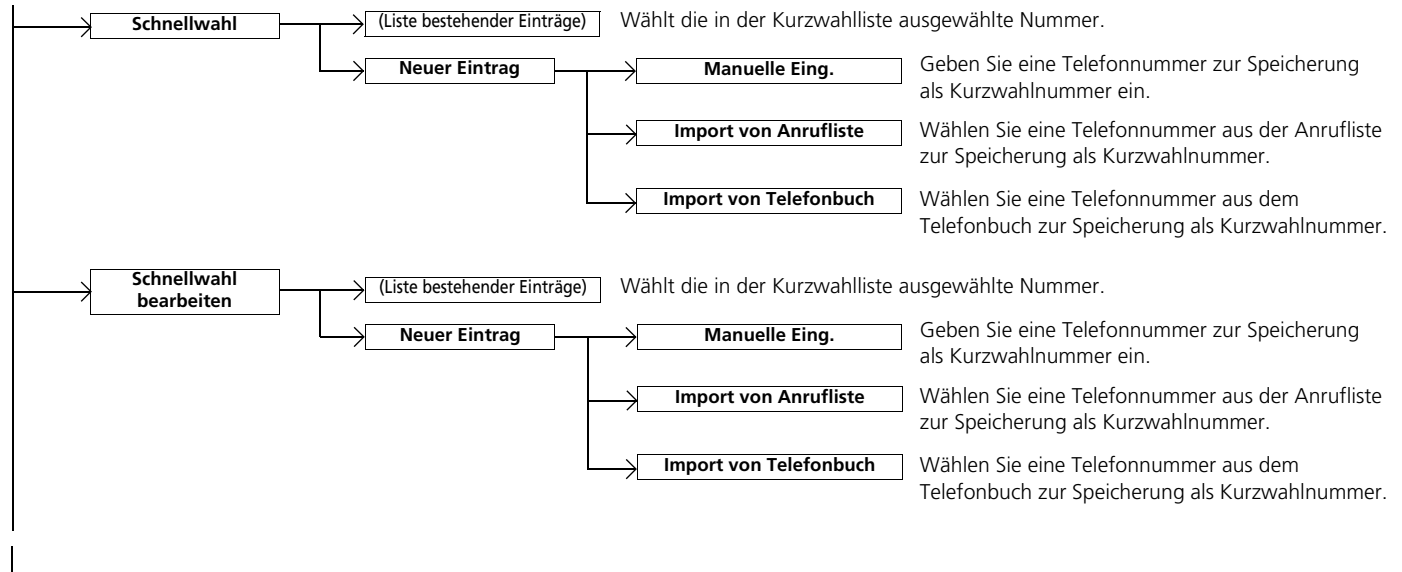 Schnellwahl
(Liste bestehender Einträge)
Wählt die in der Kurzwahlliste ausgewählte Nummer.
Neuer Eintrag
Manuelle Eing.
Geben Sie eine Telefonnummer zur Speicherung
als Kurzwahlnummer ein.
Import von Anrufliste
Wählen Sie eine Telefonnummer aus der Anrufliste
zur Speicherung als Kurzwahlnummer.
Import von Telefonbuch
Wählen Sie eine Telefonnummer aus dem
Telefonbuch zur Speicherung als Kurzwahlnummer.
Schnellwahl
bearbeiten
(Liste bestehender Einträge)
Wählt die in der Kurzwahlliste ausgewählte Nummer.
Neuer Eintrag
Manuelle Eing.
Geben Sie eine Telefonnummer zur Speicherung
als Kurzwahlnummer ein.
Import von Anrufliste
Wählen Sie eine Telefonnummer aus der Anrufliste
zur Speicherung als Kurzwahlnummer.
Import von Telefonbuch
Wählen Sie eine Telefonnummer aus dem
Telefonbuch zur Speicherung als Kurzwahlnummer.